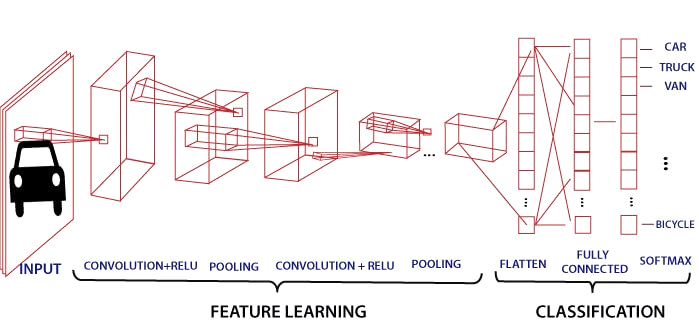 CAR
TRUCK
VAN
...
...
...
...
BICYCLE
INPUT
CONVOLUTION+RELU
POOLING
CONVOLUTION + RELU
POOLING
FLATTEN
FULLY
CONNECTED
SOFTMAX
FEATURE LEARNING
CLASSIFICATION